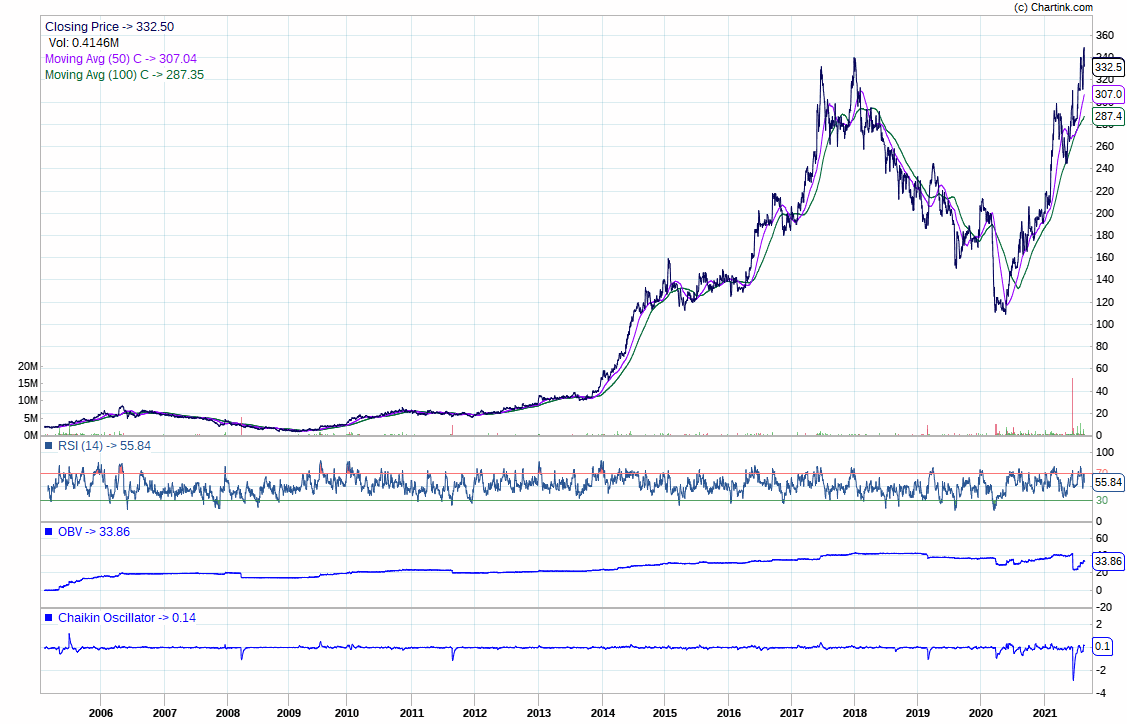 (c) Chartink.com
Closing Price -> 332.50
Vol: 0.4146M
Moving Avg (50) C -> 307.04
Moving Avg (100) C -> 287.35
360
340
332.5
320
307.0
300
287.4
280
260
240
220
200
180
160
140
120
100
80
60
40
20
0
20M
15M
10M
5M
0M
RSI (14) -> 55.84
100
70
55.84
30
0
OBV -> 33.86
60
40
33.86
20
0
-20
Chaikin Oscillator -> 0.14
2
0.1
-2
-4
2006 2007 2008 2009 2010 2011 2012 2013 2014 2015 2016 2017 2018 2019 2020 2021